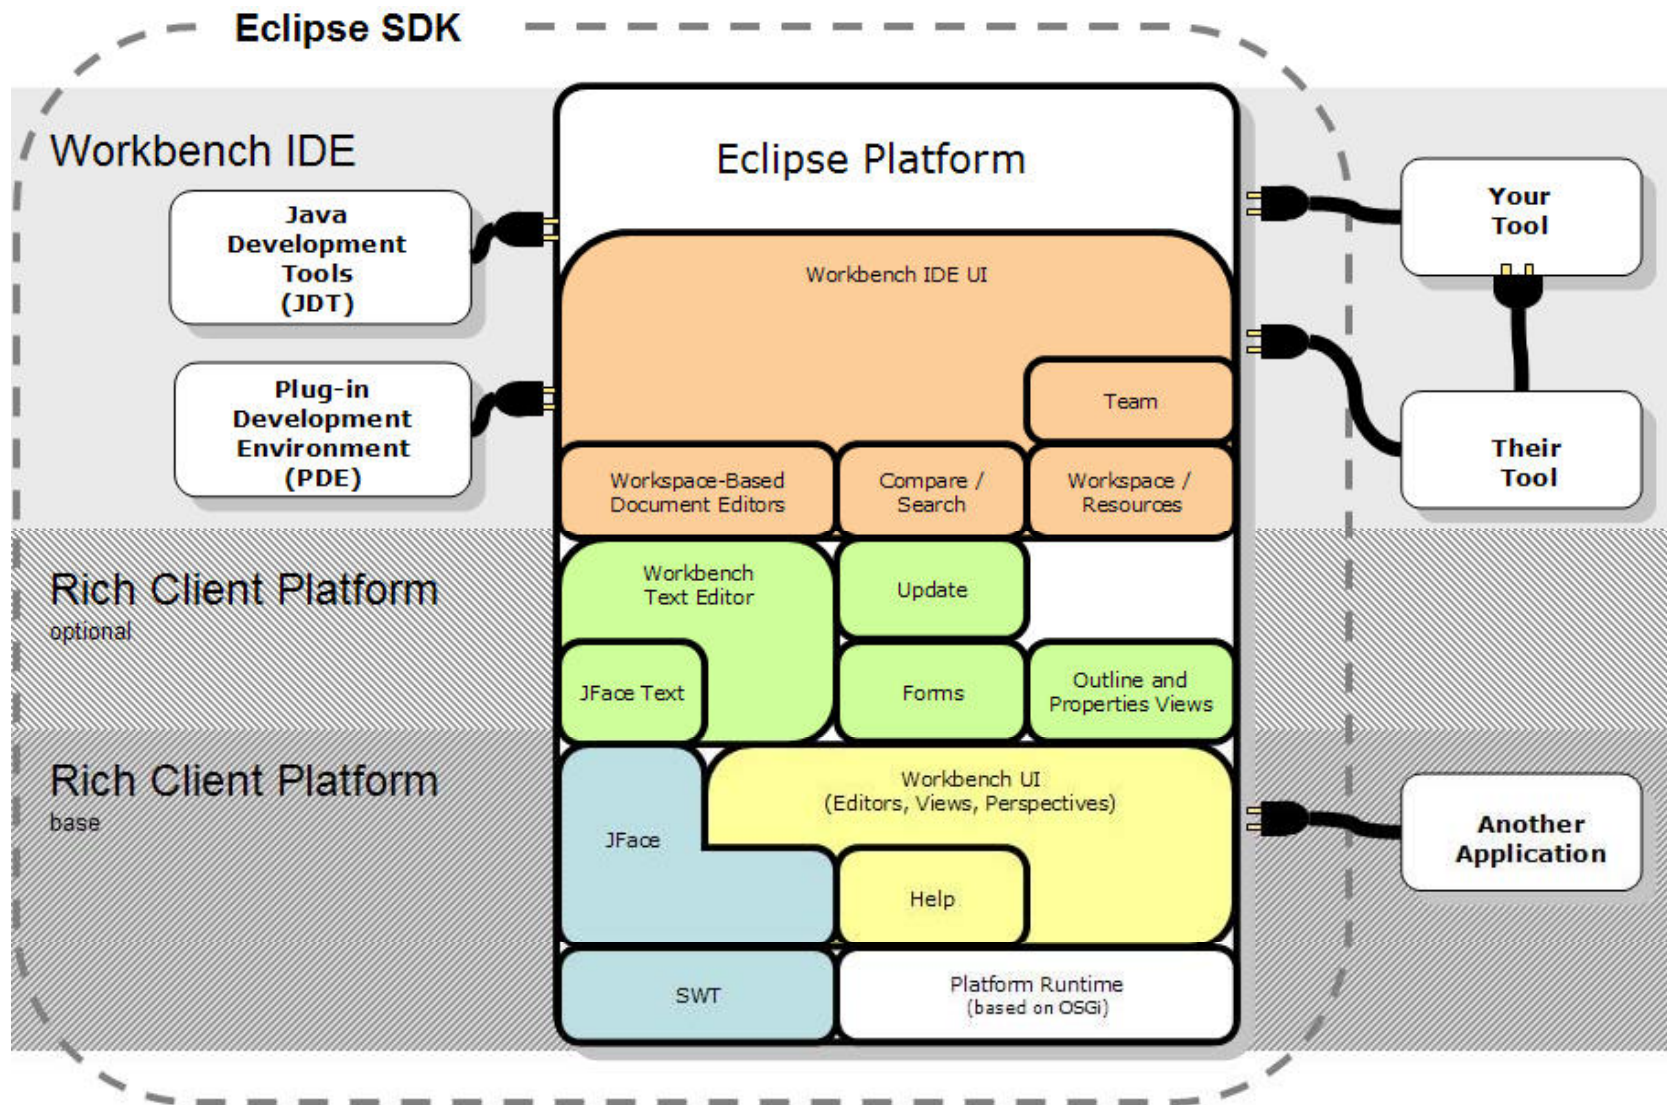 Eclipse SDK
Workbench IDE
Eclipse Platform
Java
Development
Tools
(JDT)
Plug-in
Development
Environment
(PDE)
Workbench IDE UI
Team
Workspace-Based
Document Editors
Compare /
Search
Workspace /
Resources
Your
Tool
Their
Tool
Rich Client Platform
optional
Workbench
Text Editor
Update
JFace Text
Forms
Outline and
Properties Views
Rich Client Platform
base
JFace
Workbench UI
(Editors, Views, Perspectives)
Help
SWT
Platform Runtime
(based on OSGi)
Another
Application